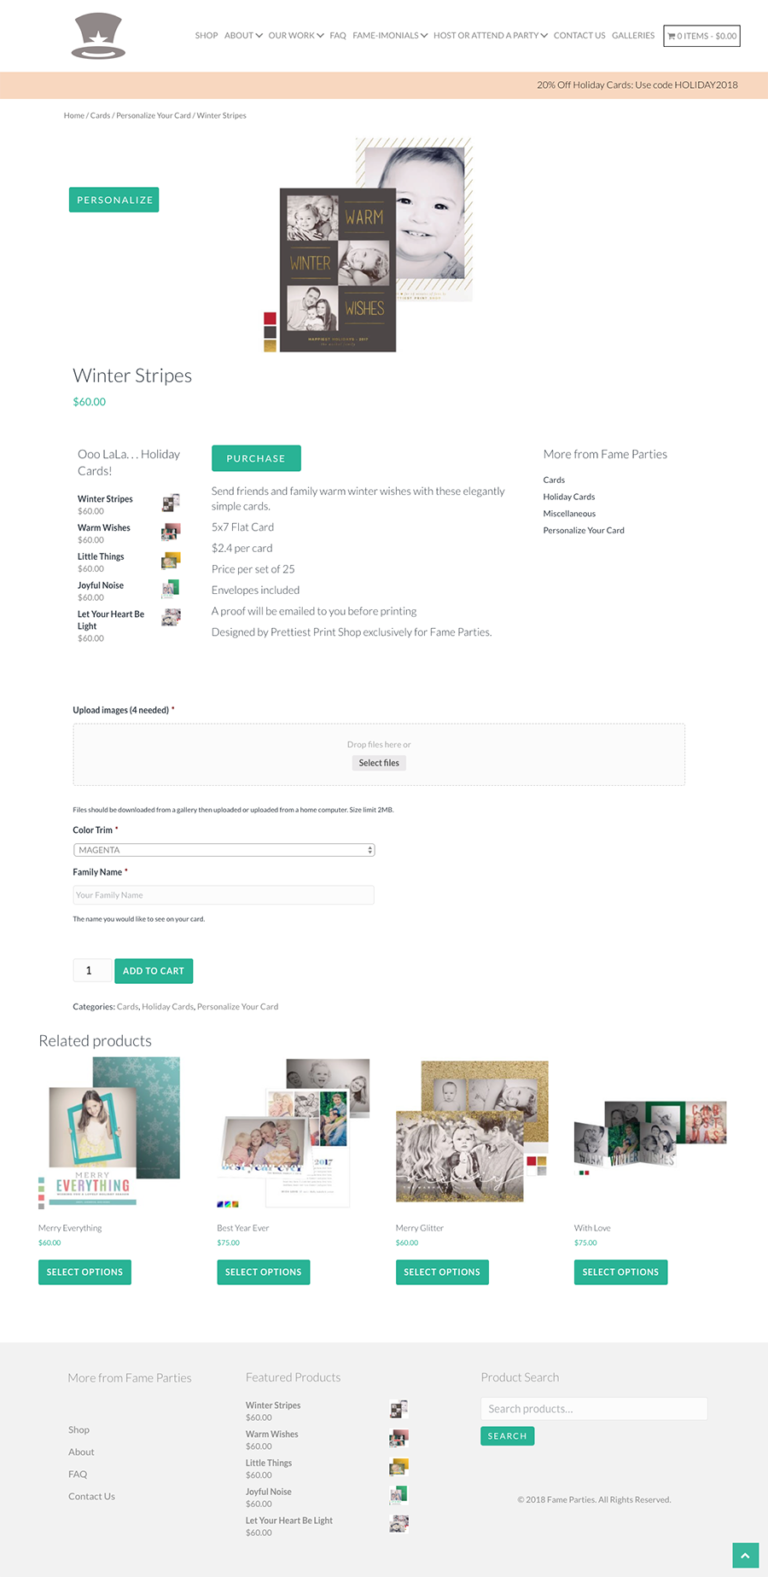 SHOP ABOUT OUR WORK FAQ FAME-IMONIALS HOST OR ATTEND A PARTY CONTACT US GALLERIES 0 ITEMS - $0.00
20% Off Holiday Cards: Use code HOLIDAY2018
Home / Cards / Personalize Your Card / Winter Stripes
PERSONALIZE
WARM
WINTER
WISHES
HAPPIEST HOLIDAYS · 2017
Winter Stripes
$60.00
Ooo LaLa. . . Holiday
Cards!
Winter Stripes
$60.00
Warm Wishes
$60.00
Little Things
$60.00
Joyful Noise
$60.00
Let Your Heart Be
Light
$60.00
PURCHASE
Send friends and family warm winter wishes with these elegantly
simple cards.
5x7 Flat Card
$2.4 per card
Price per set of 25
Envelopes included
A proof will be emailed to you before printing
Designed by Prettiest Print Shop exclusively for Fame Parties.
More from Fame Parties
Cards
Holiday Cards
Miscellaneous
Personalize Your Card
Upload images (4 needed) *
Drop files here or
Select files
Files should be downloaded from a gallery then uploaded or uploaded from a home computer. Size limit 2MB.
Color Trim *
MAGENTA
Family Name *
Your Family Name
The name you would like to see on your card.
1 ADD TO CART
Categories: Cards, Holiday Cards, Personalize Your Card
Related products
MERRY
EVERYTHING
2017
Merry Everything
$60.00
SELECT OPTIONS
Best Year Ever
$75.00
SELECT OPTIONS
Merry Glitter
$60.00
SELECT OPTIONS
With Love
$75.00
SELECT OPTIONS
More from Fame Parties
Shop
About
FAQ
Contact Us
Featured Products
Winter Stripes
$60.00
Warm Wishes
$60.00
Little Things
$60.00
Joyful Noise
$60.00
Let Your Heart Be Light
$60.00
Product Search
Search products...
SEARCH
© 2018 Fame Parties. All Rights Reserved.